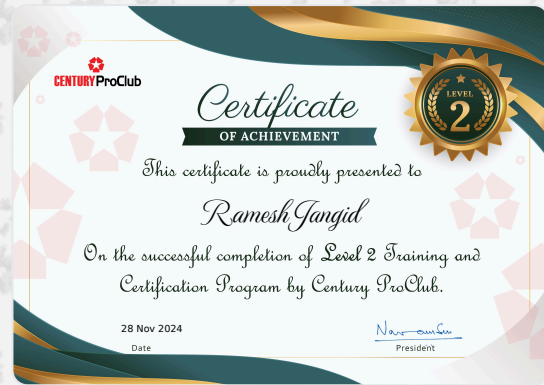 CENTURY ProClub
LEVEL
2
Certificate
OF ACHIEVEMENT
This certificate is proudly presented to
Ramesh Jangid
On the successful completion of Level 2 Training and
Certification Program by Century ProClub.
28 Nov 2024
Date
President